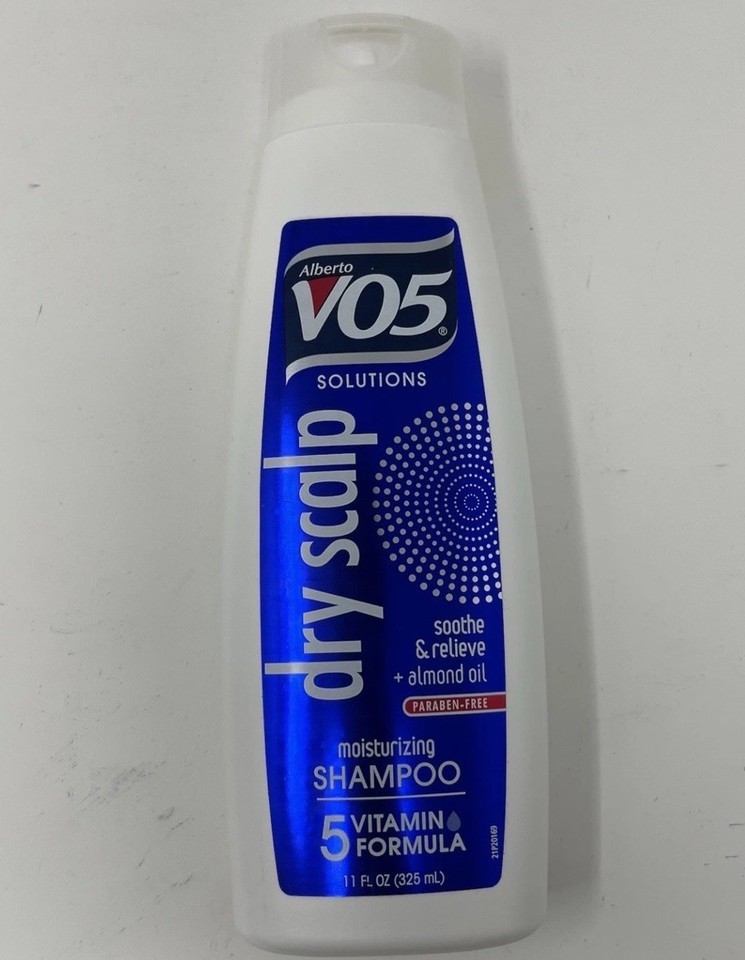 Alberto
VO5®
SOLUTIONS
dry scalp
soothe
& relieve
+ almond oil
PARABEN-FREE
moisturizing
SHAMPOO
5 VITAMIN
FORMULA
21P20169
11 FL OZ (325 mL)